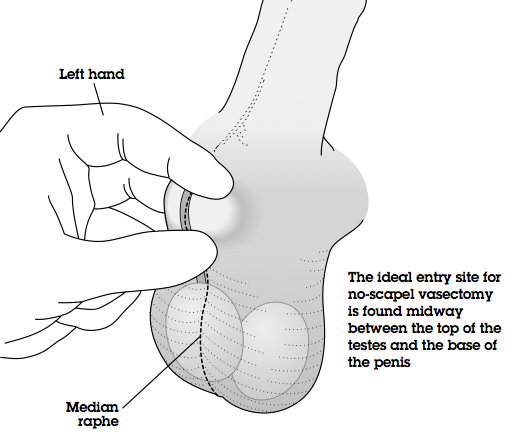 Left hand
The ideal entry site for
no-scapel vasectomy
is found midway
between the top of the
testes and the base of
the penis
Median
raphe